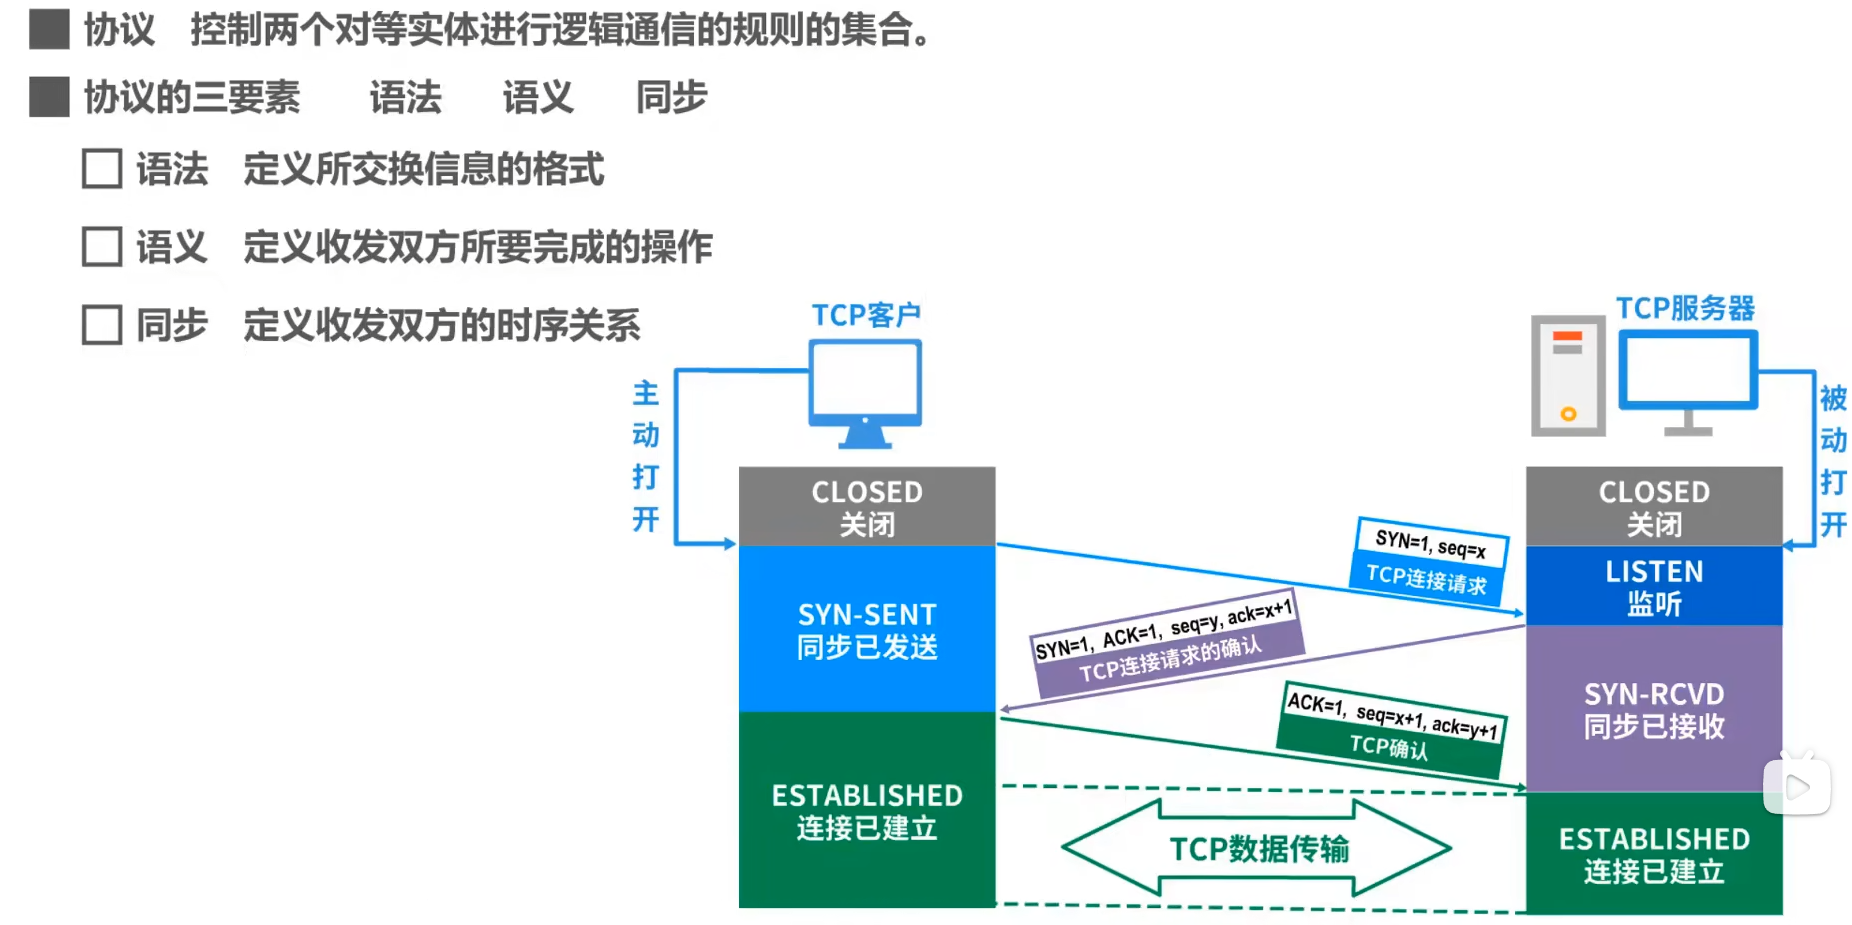 协议 控制两个对等实体进行逻辑通信的规则的集合。
协议的三要素 语法 语义 同步
语法 定义所交换信息的格式
语义 定义收发双方所要完成的操作
同步 定义收发双方的时序关系
TCP客户
TCP服务器
主动打开
被动打开
CLOSED
关闭
CLOSED
关闭
SYN=1, seq=x
TCP连接请求
LISTEN
监听
SYN-SENT
同步已发送
SYN=1, ACK=1, seq=y, ack=x+1
TCP连接请求的确认
SYN-RCVD
同步已接收
ACK=1, seq=x+1, ack=y+1
TCP确认
ESTABLISHED
连接已建立
TCP数据传输
ESTABLISHED
连接已建立